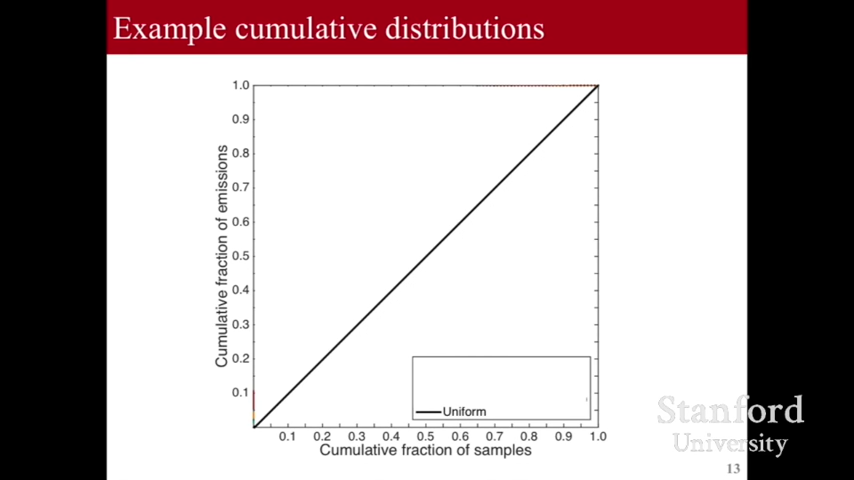 Example cumulative distributions
1.0
0.9
0.8
0.7
0.6
0.5
0.4
0.3
0.2
0.1
Cumulative fraction of emissions
Uniform
0.1 0.2 0.3 0.4 0.5 0.6 0.7 0.8 0.9 1.0
Cumulative fraction of samples
Stanford
University
13